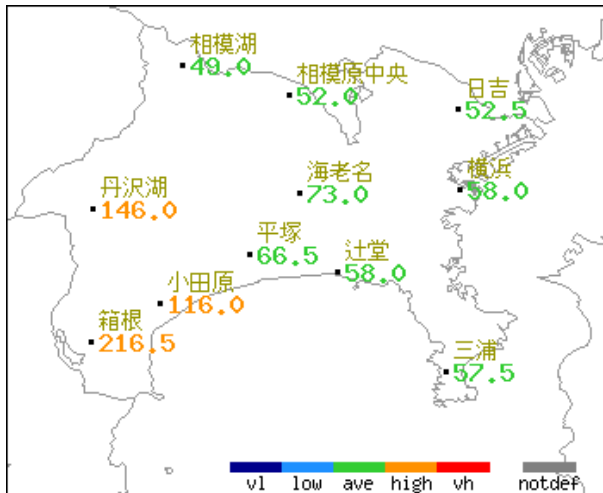 相模湖
49.0
相模原中央
52.0
日吉
52.5
丹沢湖
146.0
海老名
73.0
横浜
58.0
平塚
66.5
辻堂
58.0
小田原
116.0
箱根
216.5
三浦
57.5
vl low ave high vh notdef